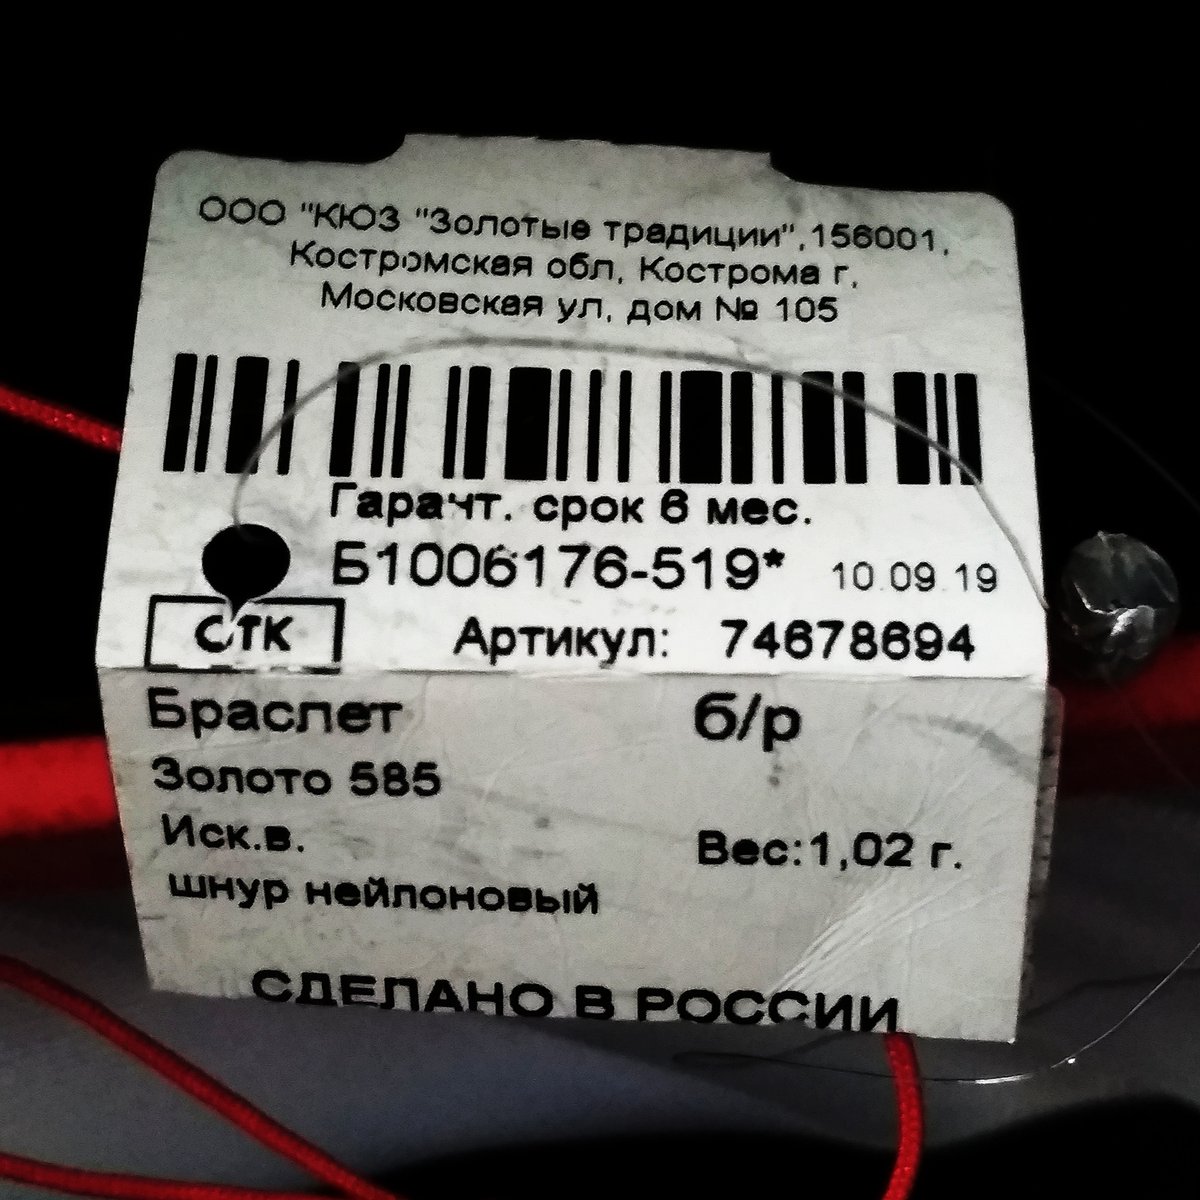 ООО "КЮЗ "Золотые традиции",156001,
Костромская обл, Кострома г,
Московская ул, дом № 105
Гарант. срок 6 мес.
Б1006176-519* 10.09.19
ОТК Артикул: 74678694
Браслет б/р
Золото 585
Иск.в. Вес:1,02 г.
шнур нейлоновый
СДЕЛАНО В РОССИИ